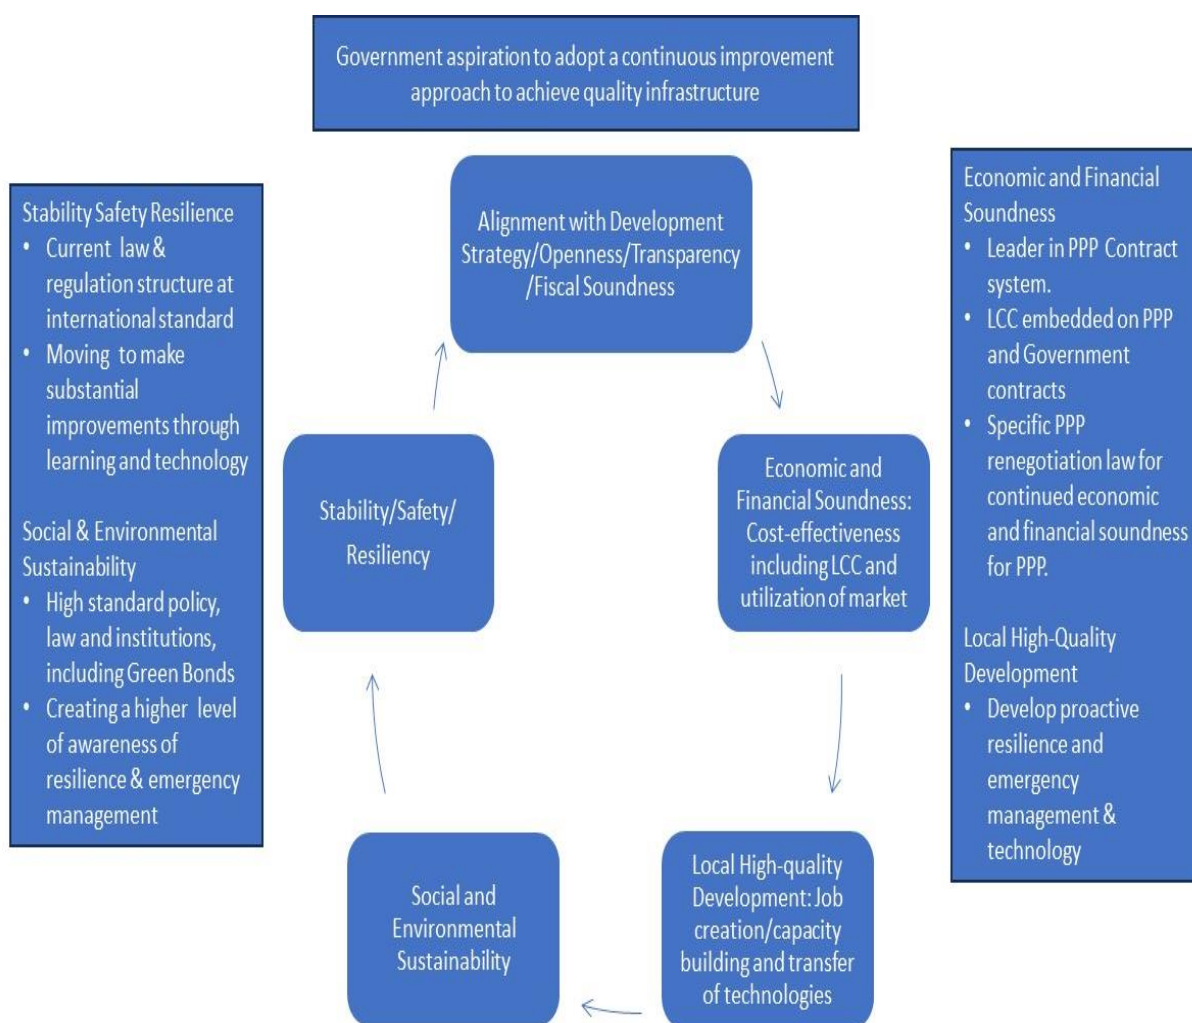 Government aspiration to adopt a continuous improvement
approach to achieve quality infrastructure
Stability Safety Resilience
• Current law &
regulation structure at
international standard
• Moving to make
substantial
improvements through
learning and technology
Social & Environmental
Sustainability
• High standard policy,
law and institutions,
including Green Bonds
• Creating a higher level
of awareness of
resilience & emergency
management
Alignment with Development
Strategy/Openness/Transparency
/Fiscal Soundness
Economic and
Financial Soundness:
Cost-effectiveness
including LCC and
utilization of market
Local High-quality
Development: Job
creation/capacity
building and transfer
of technologies
Social and
Environmental
Sustainability
Stability/Safety/
Resiliency
Economic and Financial
Soundness
• Leader in PPP Contract
system.
• LCC embedded on PPP
and Government
contracts
• Specific PPP
renegotiation law for
continued economic
and financial soundness
for PPP.
Local High-Quality
Development
• Develop proactive
resilience and
emergency
management &
technology